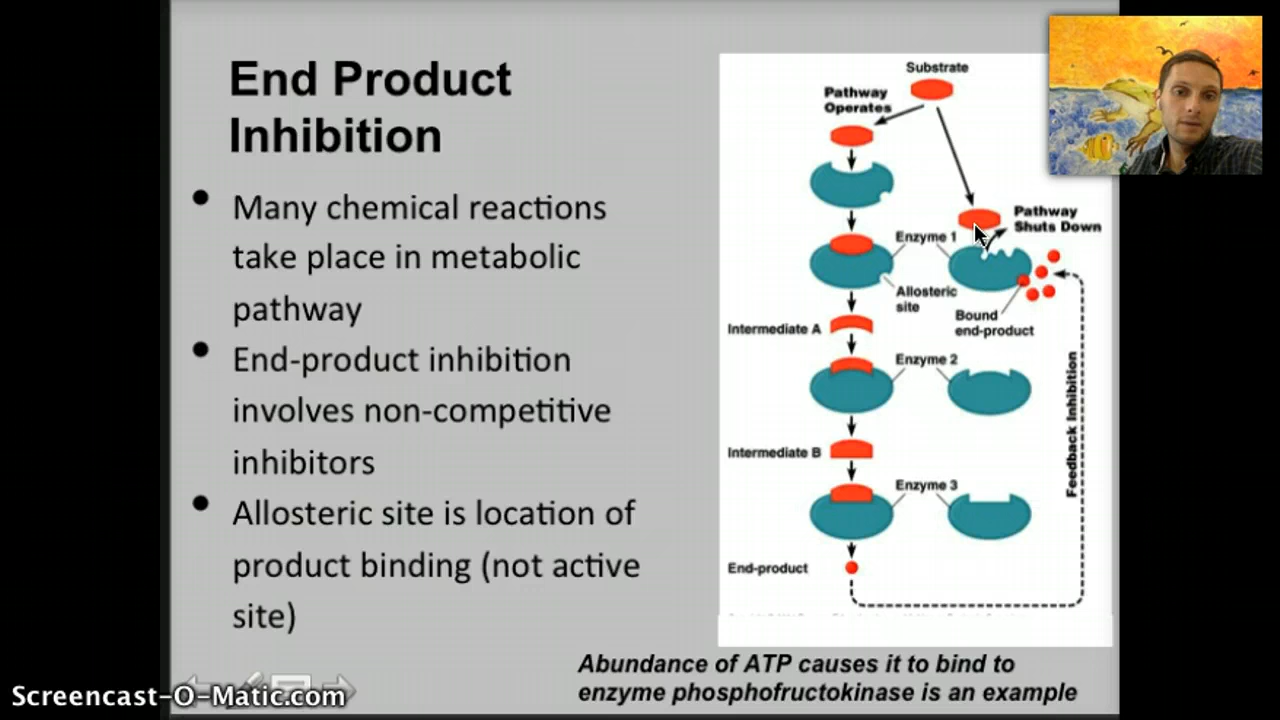 End Product
Inhibition
• Many chemical reactions
take place in metabolic
pathway
• End-product inhibition
involves non-competitive
inhibitors
• Allosteric site is location of
product binding (not active
site)
Substrate
Pathway
Operates
Pathway
Shuts Down
Enzyme 1
Allosteric
site
Bound
end-product
Intermediate A
Enzyme 2
Feedback Inhibition
Intermediate B
Enzyme 3
End-product
Abundance of ATP causes it to bind to
enzyme phosphofructokinase is an example
Screencast-O-Matic.com